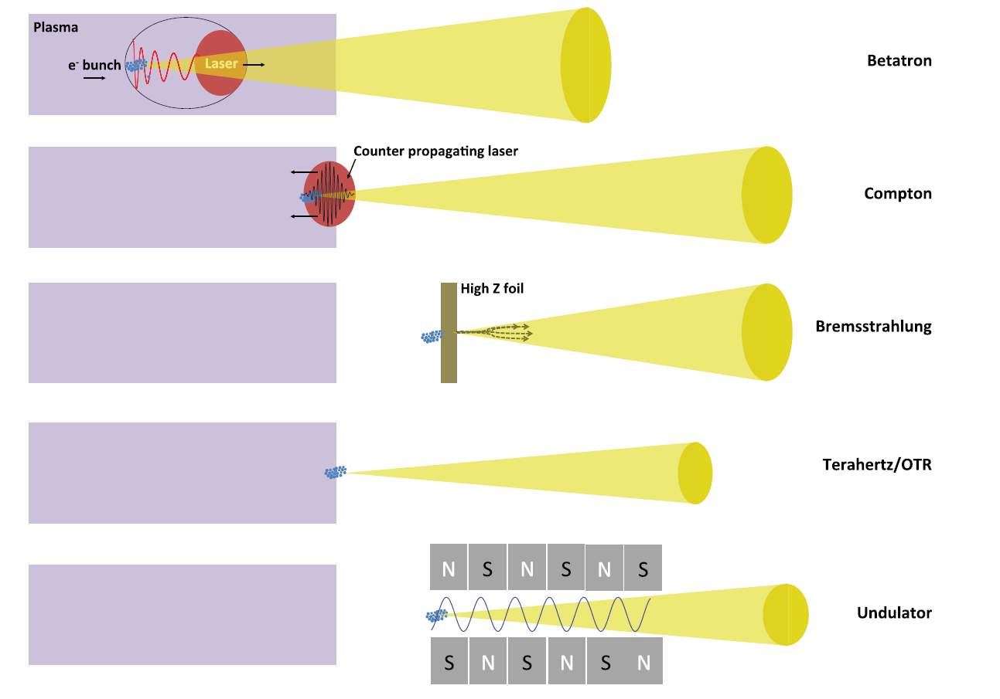 Plasma
e- bunch
Laser
Betatron
Counter propagating laser
Compton
High Z foil
Bremsstrahlung
Terahertz/OTR
N S N S N S
Undulator
S N S N S N